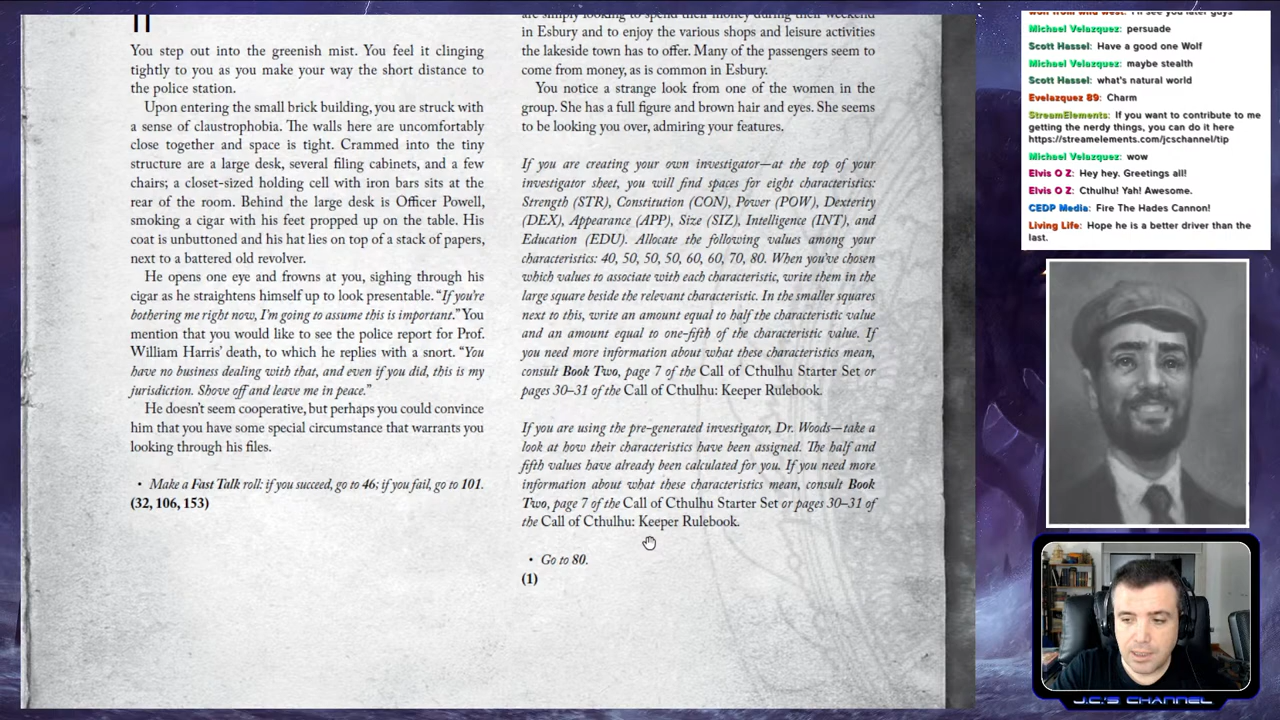 11
You step out into the greenish mist. You feel it clinging
tightly to you as you make your way the short distance to
the police station.
Upon entering the small brick building you are struck with
a sense of claustrophobia. The walls here are uncomfortably
close together and space is tight. Crammed into the tiny
structure are a large desk, several filing cabinets, and a few
chairs; a closet-sized holding cell with iron bars sits at the
rear of the room. Behind the large desk is Officer Powell,
smoking a cigar with his feet propped up on the table. His
coat is unbuttoned and his hat lies on top of a stack of papers,
next to a battered old revolver.
He opens one eye and frowns at you, sighing through his
cigar as he straightens himself up to look presentable. “If you’re
bothering me right now, I’m going to assume this is important.” You
mention that you would like to see the police report for Prof.
William Harris’ death, to which he replies with a snort. “You
have no business dealing with that, and even if you did, this is my
jurisdiction. Shove off and leave me in peace.”
He doesn’t seem cooperative, but perhaps you could convince
him that you have some special circumstance that warrants you
looking through his files.
• Make a Fast Talk roll: if you succeed, go to 46; if you fail, go to 101.
(32, 106, 153)
are simply looking to spend their money during their weekend
in Esbury and to enjoy the various shops and leisure activities
the lakeside town has to offer. Many of the passengers seem to
come from money, as is common in Esbury.
You notice a strange look from one of the women in the
group. She has a full figure and brown hair and eyes. She seems
to be looking you over, admiring your features.
If you are creating your own investigator—at the top of your
investigator sheet, you will find spaces for eight characteristics:
Strength (STR), Constitution (CON), Power (POW), Dexterity
(DEX), Appearance (APP), Size (SIZ), Intelligence (INT), and
Education (EDU). Allocate the following values among your
characteristics: 40, 50, 50, 50, 60, 60, 70, 80. When you’ve chosen
which values to associate with each characteristic, write them in the
large square beside the relevant characteristic. In the smaller squares
next to this, write an amount equal to half the characteristic value
and an amount equal to one-fifth of the characteristic value. If
you need more information about what these characteristics mean,
consult Book Two, page 7 of the Call of Cthulhu Starter Set or
pages 30–31 of the Call of Cthulhu: Keeper Rulebook.
If you are using the pre-generated investigator, Dr. Woods—take a
look at how their characteristics have been assigned. The half and
fifth values have already been calculated for you. If you need more
information about what these characteristics mean, consult Book
Two, page 7 of the Call of Cthulhu Starter Set or pages 30–31 of
the Call of Cthulhu: Keeper Rulebook.
• Go to 80.
(1)
wolf from wild west: I'll see you later guys
Michael Velazquez: persuade
Scott Hassel: Have a good one Wolf
Michael Velazquez: maybe stealth
Scott Hassel: what's natural world
Evelazquez 89: Charm
StreamElements: If you want to contribute to me
getting the nerdy things, you can do it here
https://streamelements.com/jcschannel/tip
Michael Velazquez: wow
Elvis O Z: Hey hey. Greetings all!
Elvis O Z: Cthulhu! Yah! Awesome.
CEDP Media: Fire The Hades Cannon!
Living Life: Hope he is a better driver than the
last.
J.C.'S CHANNEL